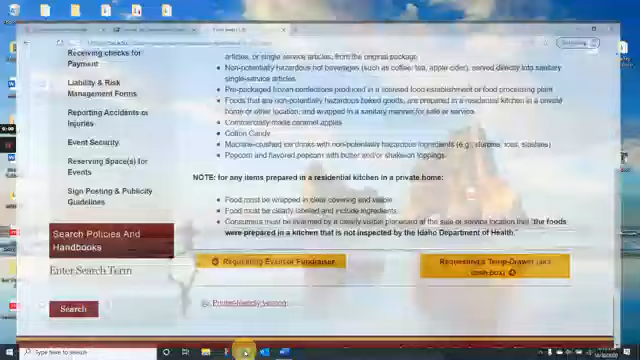 Receiving checks for
Payment
Liability & Risk
Management Forms
Reporting Accidents or
Injuries
Event Security
Reserving Space(s) for
Events
Sign Posting & Publicity
Guidelines
Search Policies And
Handbooks
Enter Search Term
Search
articles, or single service articles, from the original package
Non-potentially hazardous hot beverages (such as coffee, tea, apple cider), served directly into sanitary
single-service articles
Pre-packaged frozen confections produced in a licensed food establishment or food processing plant
Foods that are non-potentially hazardous baked goods, are prepared in a residential kitchen in a private
home or other location, and wrapped in a sanitary manner for sale or service.
Commercially-made caramel apples
Cotton Candy
Machine-crushed ice drinks with non-potentially hazardous ingredients (e.g., slurpies, ices, slushies)
Popcorn and flavored popcorn with butter and/or shake-on toppings.
NOTE: for any items prepared in a residential kitchen in a private home:
Food must be wrapped in clear covering and visible
Food must be clearly labeled and include ingredients.
Consumers must be informed by a clearly visible placard at the sale or service location that "the foods
were prepared in a kitchen that is not inspected by the Idaho Department of Health."
Requesting Event or Fundraiser
Requesting a Temp-Drawer (aka
cash box)
Printer-friendly version
Type here to search